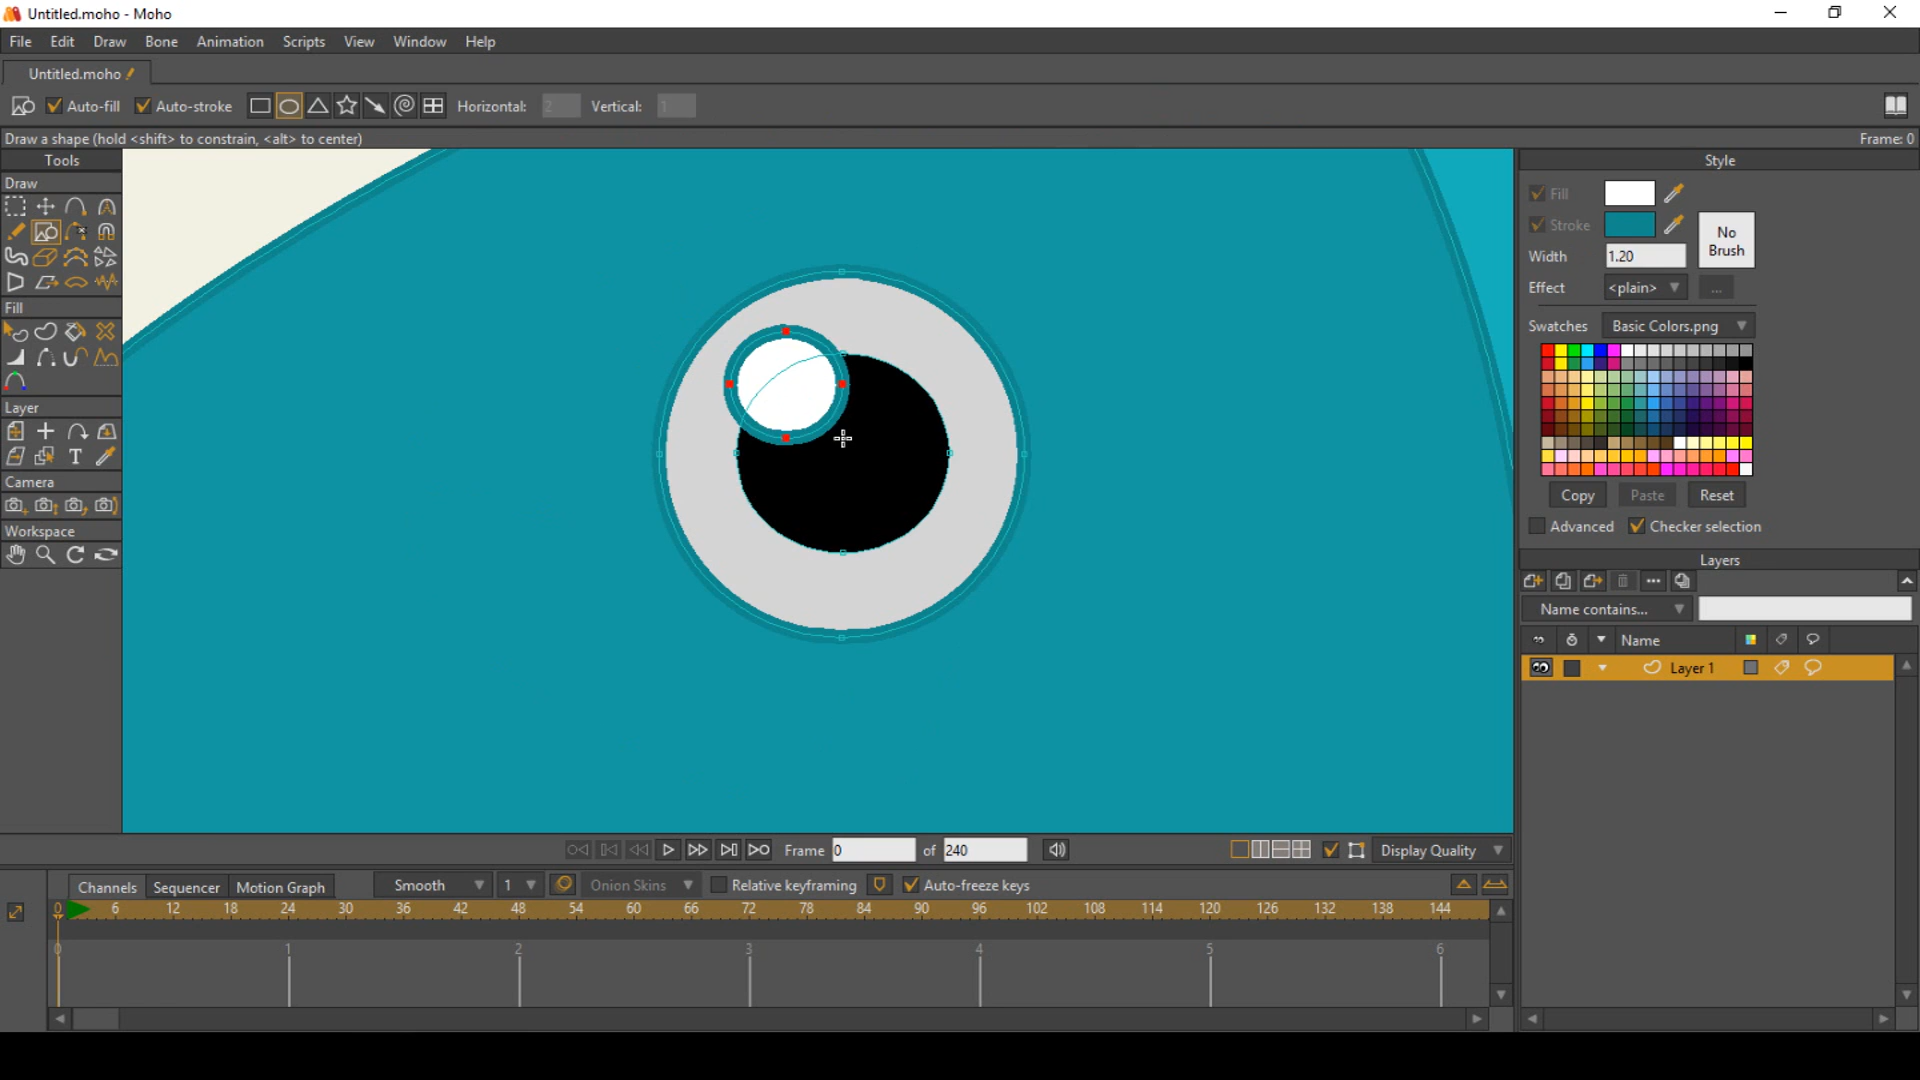 Untitled.moho - Moho
File Edit Draw Bone Animation Scripts View Window Help
Untitled.moho
Auto-fill Auto-stroke Horizontal: 2 Vertical: 1
Draw a shape (hold <shift> to constrain, <alt> to center) Frame: 0
Tools
Draw
Fill
Layer
T
Camera
Workspace
Style
Fill
Stroke
No Brush
Width 1.20
Effect <plain> ...
Swatches Basic Colors.png
Copy Paste Reset
Advanced Checker selection
Layers
Name contains...
Name
Layer 1
Frame 0 of 240 Display Quality
Channels Sequencer Motion Graph Smooth 1 Onion Skins Relative keyframing Auto-freeze keys
0 6 12 18 24 30 36 42 48 54 60 66 72 78 84 90 96 102 108 114 120 126 132 138 144
0 1 2 3 4 5 6